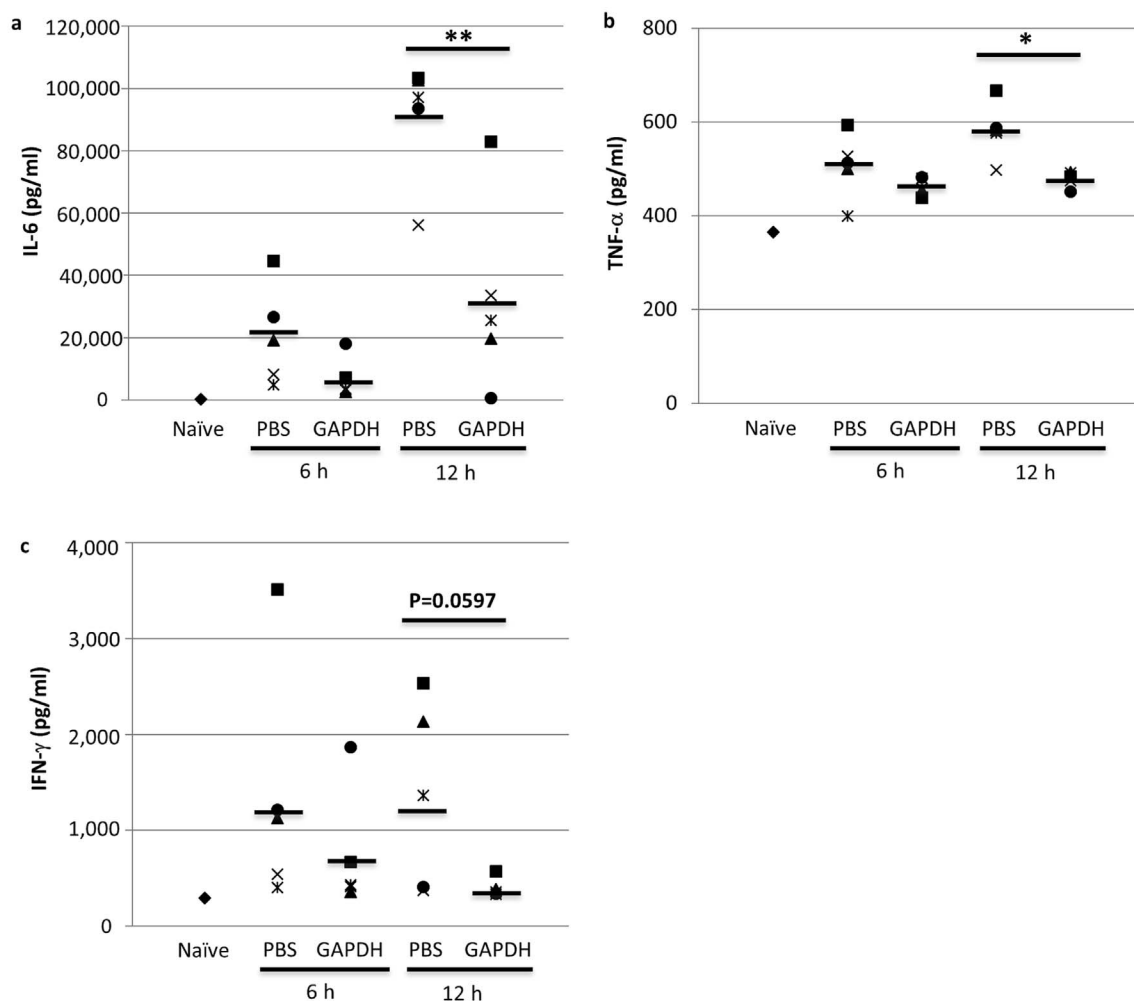 a
IL-6 (pg/ml)
120,000
100,000
80,000
60,000
40,000
20,000
0
**
Naïve PBS GAPDH PBS GAPDH
6 h 12 h
b
TNF-α (pg/ml)
800
600
400
200
0
*
Naïve PBS GAPDH PBS GAPDH
6 h 12 h
c
IFN-γ (pg/ml)
4,000
3,000
2,000
1,000
0
P=0.0597
Naïve PBS GAPDH PBS GAPDH
6 h 12 h